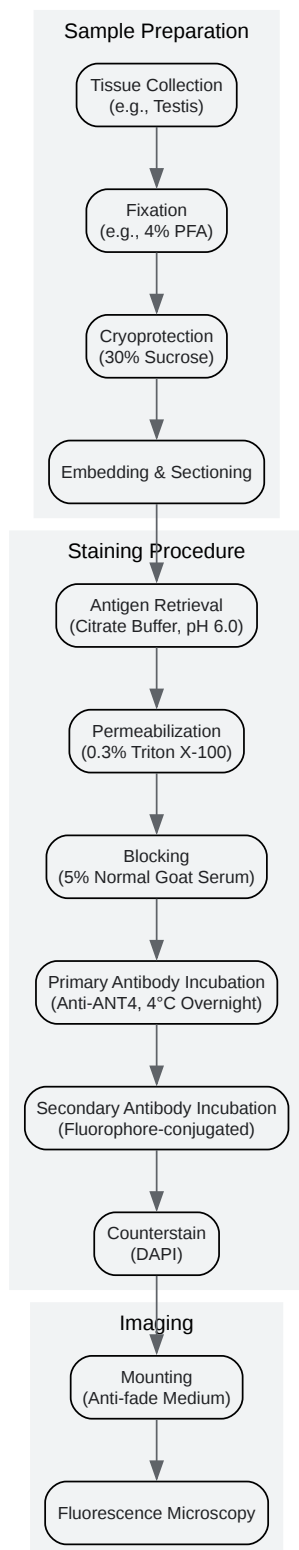 Sample Preparation
Tissue Collection
(e.g., Testis)
Fixation
(e.g., 4% PFA)
Cryoprotection
(30% Sucrose)
Embedding & Sectioning
Staining Procedure
Antigen Retrieval
(Citrate Buffer, pH 6.0)
Permeabilization
(0.3% Triton X-100)
Blocking
(5% Normal Goat Serum)
Primary Antibody Incubation
(Anti-ANT4, 4°C Overnight)
Secondary Antibody Incubation
(Fluorophore-conjugated)
Counterstain
(DAPI)
Imaging
Mounting
(Anti-fade Medium)
Fluorescence Microscopy